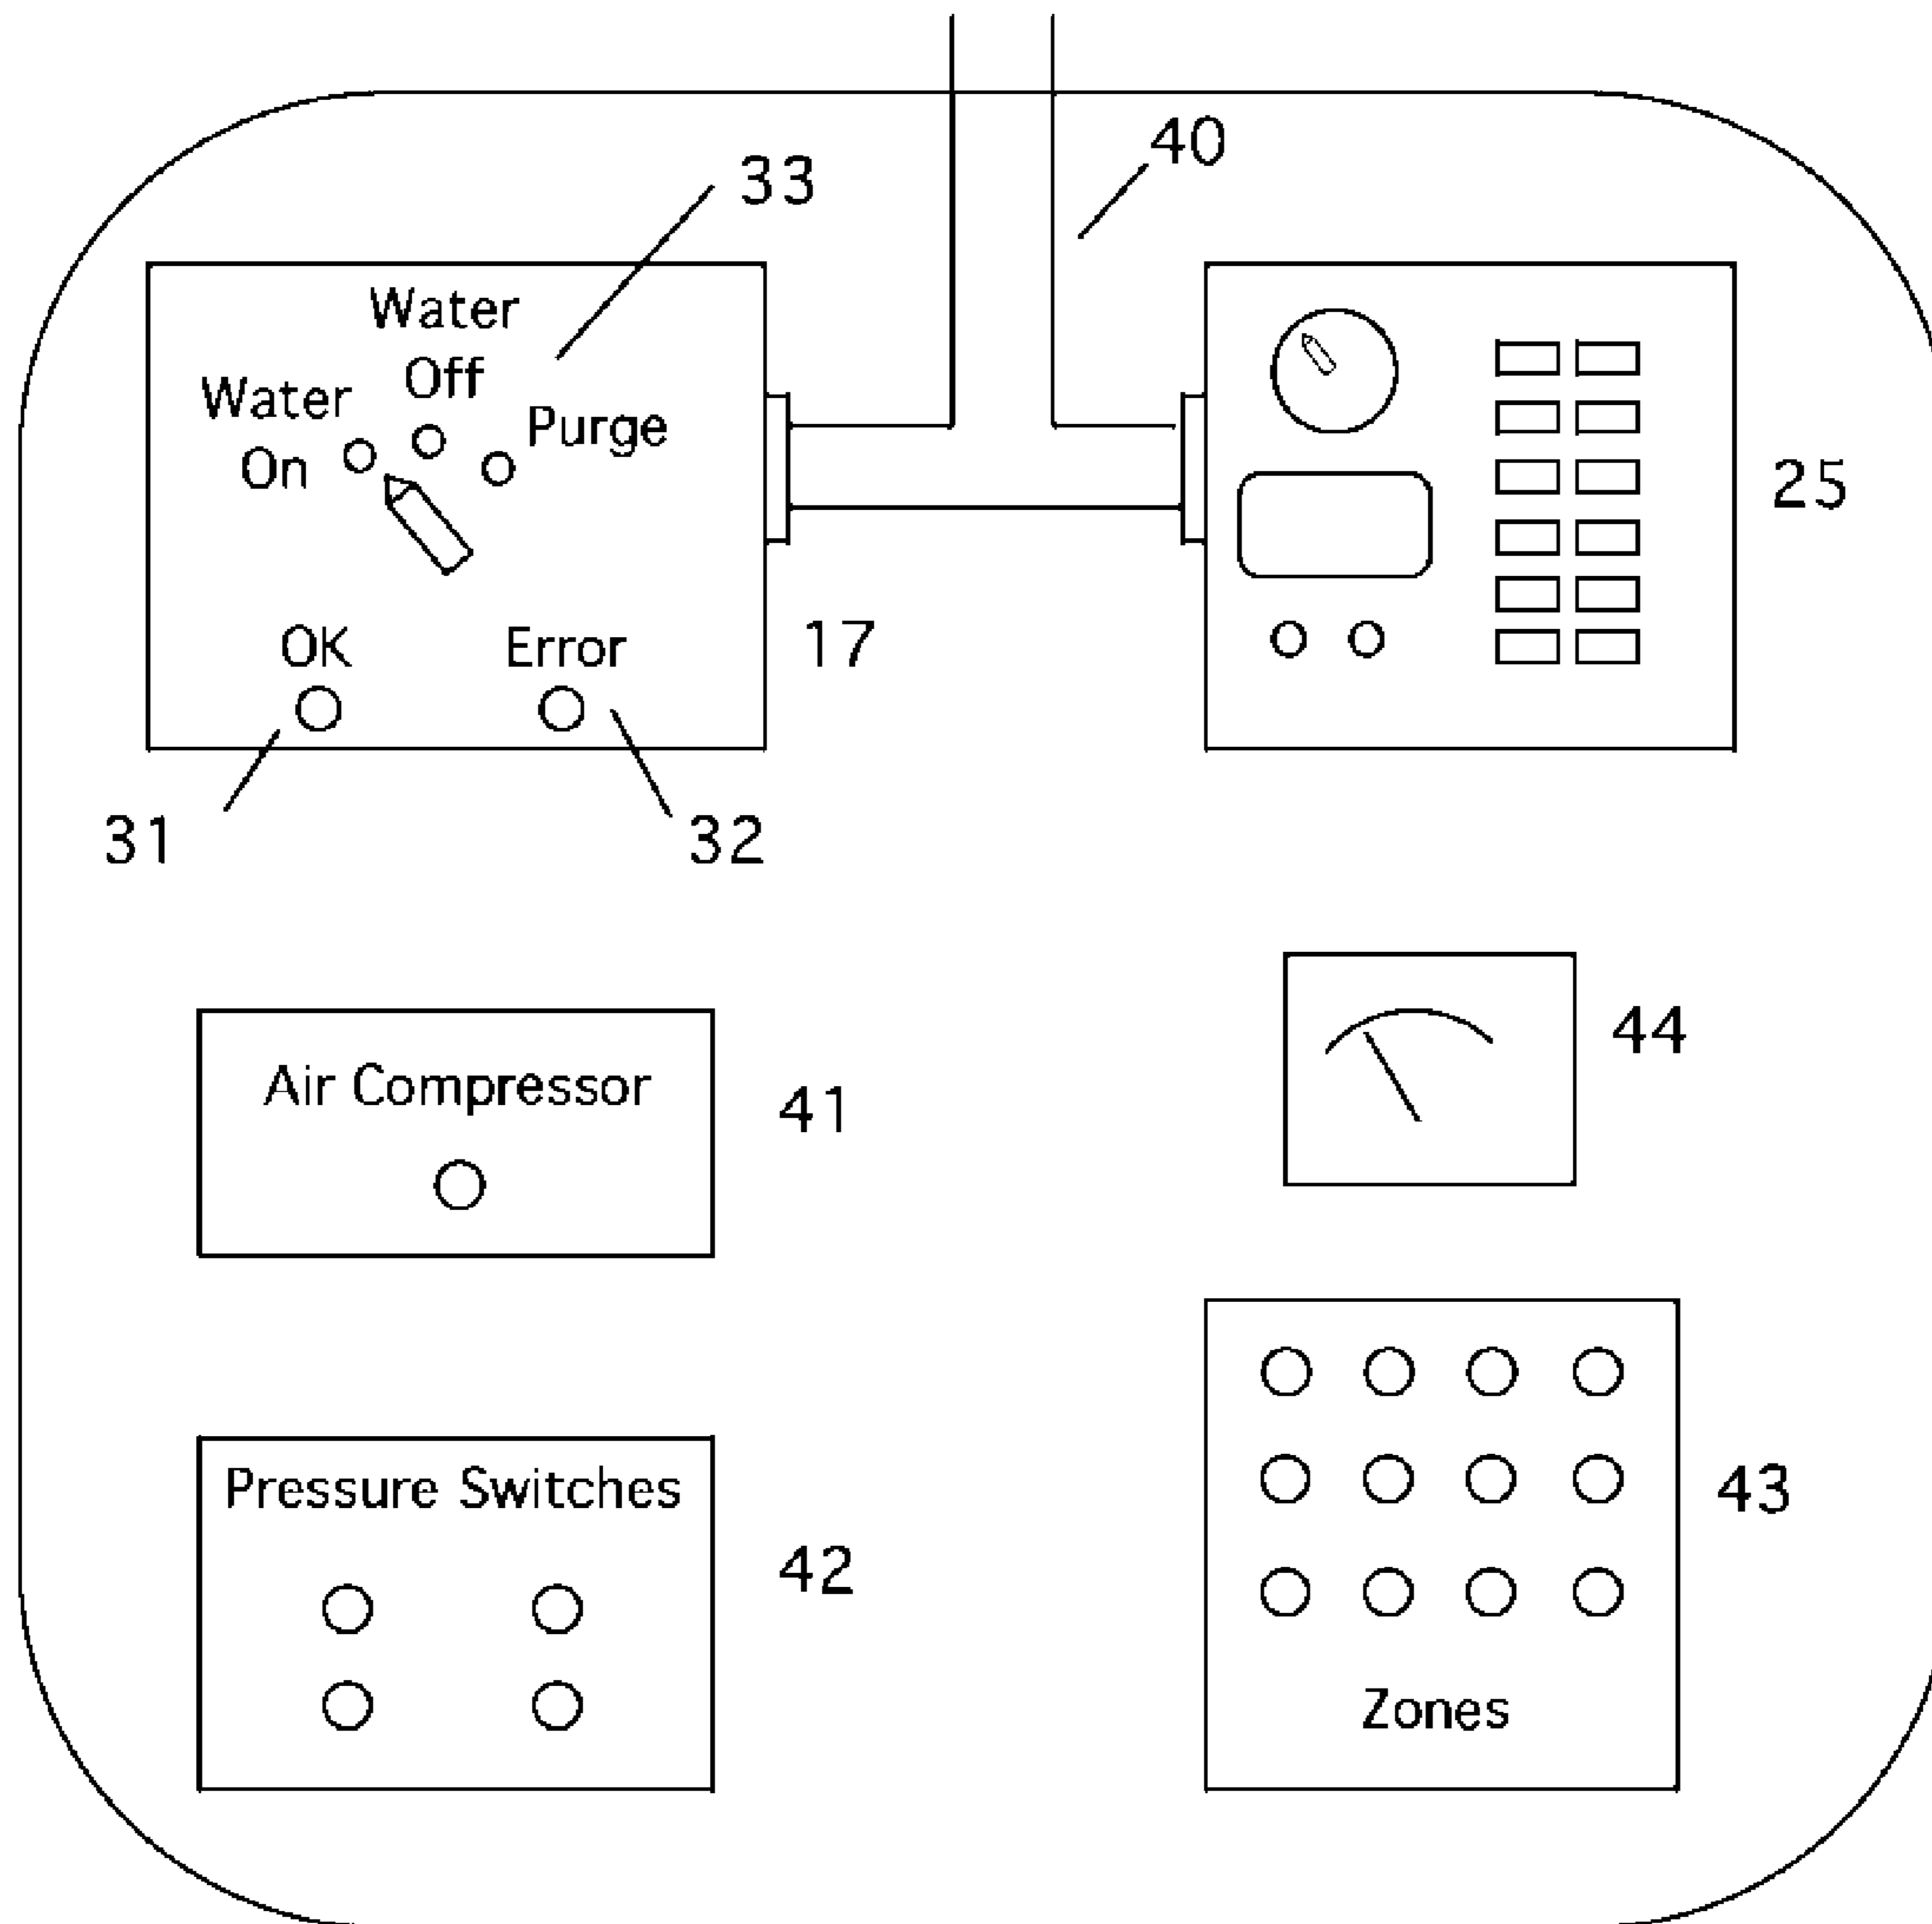 40
33
Water
Off
Water
On
Purge
25
OK
Error
17
31
32
44
Air Compressor
41
Pressure Switches
43
42
Zones